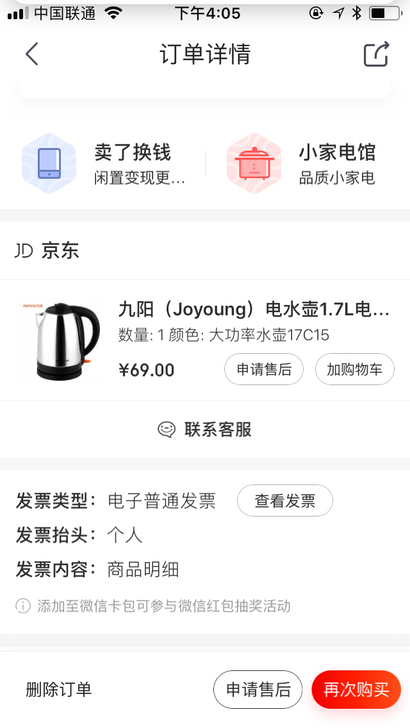 中国联通 下午4:05
订单详情
卖了换钱 小家电馆
闲置变现更... 品质小家电
JD 京东
九阳（Joyoung）电水壶1.7L电...
数量: 1 颜色: 大功率水壶17C15
¥69.00 申请售后 加购物车
联系客服
发票类型： 电子普通发票 查看发票
发票抬头： 个人
发票内容： 商品明细
添加至微信卡包可参与微信红包抽奖活动
删除订单 申请售后 再次购买